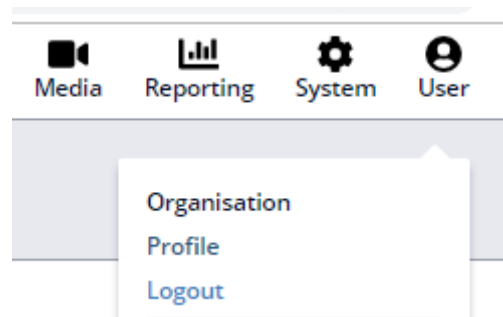 Media Reporting System User
Organisation
Profile
Logout